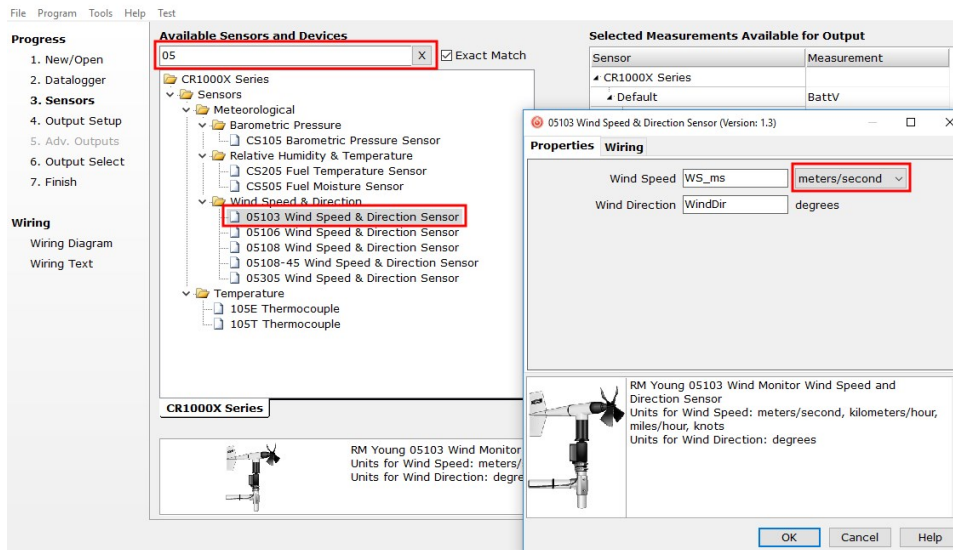 File Program Tools Help Test
Progress
1. New/Open
2. Datalogger
3. Sensors
4. Output Setup
5. Adv. Outputs
6. Output Select
7. Finish
Wiring
Wiring Diagram
Wiring Text
Available Sensors and Devices
05
X
Exact Match
CR1000X Series
Sensors
Meteorological
Barometric Pressure
CS105 Barometric Pressure Sensor
Relative Humidity & Temperature
CS205 Fuel Temperature Sensor
CS505 Fuel Moisture Sensor
Wind Speed & Direction
05103 Wind Speed & Direction Sensor
05106 Wind Speed & Direction Sensor
05108 Wind Speed & Direction Sensor
05108-45 Wind Speed & Direction Sensor
05305 Wind Speed & Direction Sensor
Temperature
105E Thermocouple
105T Thermocouple
CR1000X Series
RM Young 05103 Wind Monitor
Units for Wind Speed: meters/
Units for Wind Direction: degre
Selected Measurements Available for Output
Sensor Measurement
CR1000X Series
Default BattV
05103 Wind Speed & Direction Sensor (Version: 1.3)
Properties Wiring
Wind Speed WS_ms meters/second
Wind Direction WindDir degrees
RM Young 05103 Wind Monitor Wind Speed and
Direction Sensor
Units for Wind Speed: meters/second, kilometers/hour,
miles/hour, knots
Units for Wind Direction: degrees
OK Cancel Help